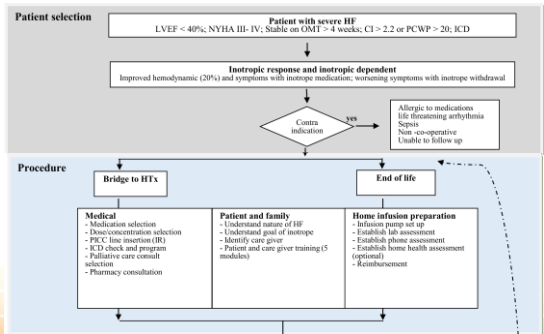 Patient selection
Patient with severe HF
LVEF < 40%; NYHA III- IV; Stable on OMT > 4 weeks; CI > 2.2 or PCWP > 20; ICD
Inotropic response and inotropic dependent
Improved hemodynamic (20%) and symptoms with inotrope medication; worsening symptoms with inotrope withdrawal
Contra
indication
yes
Allergic to medications
life threatening arrhythmia
Sepsis
Non -co-operative
Unable to follow up
Procedure
Bridge to HTx
End of life
Medical
- Medication selection
- Dose/concentration selection
- PICC line insertion (IR)
- ICD check and program
- Palliative care consult
selection
- Pharmacy consultation
Patient and family
- Understand nature of HF
- Understand goal of inotrope
- Identify care giver
- Patient and care giver training (5
modules)
Home infusion preparation
- Infusion pump set up
- Establish lab assessment
- Establish phone assessment
- Establish home health assessment
(optional)
- Reimbursement